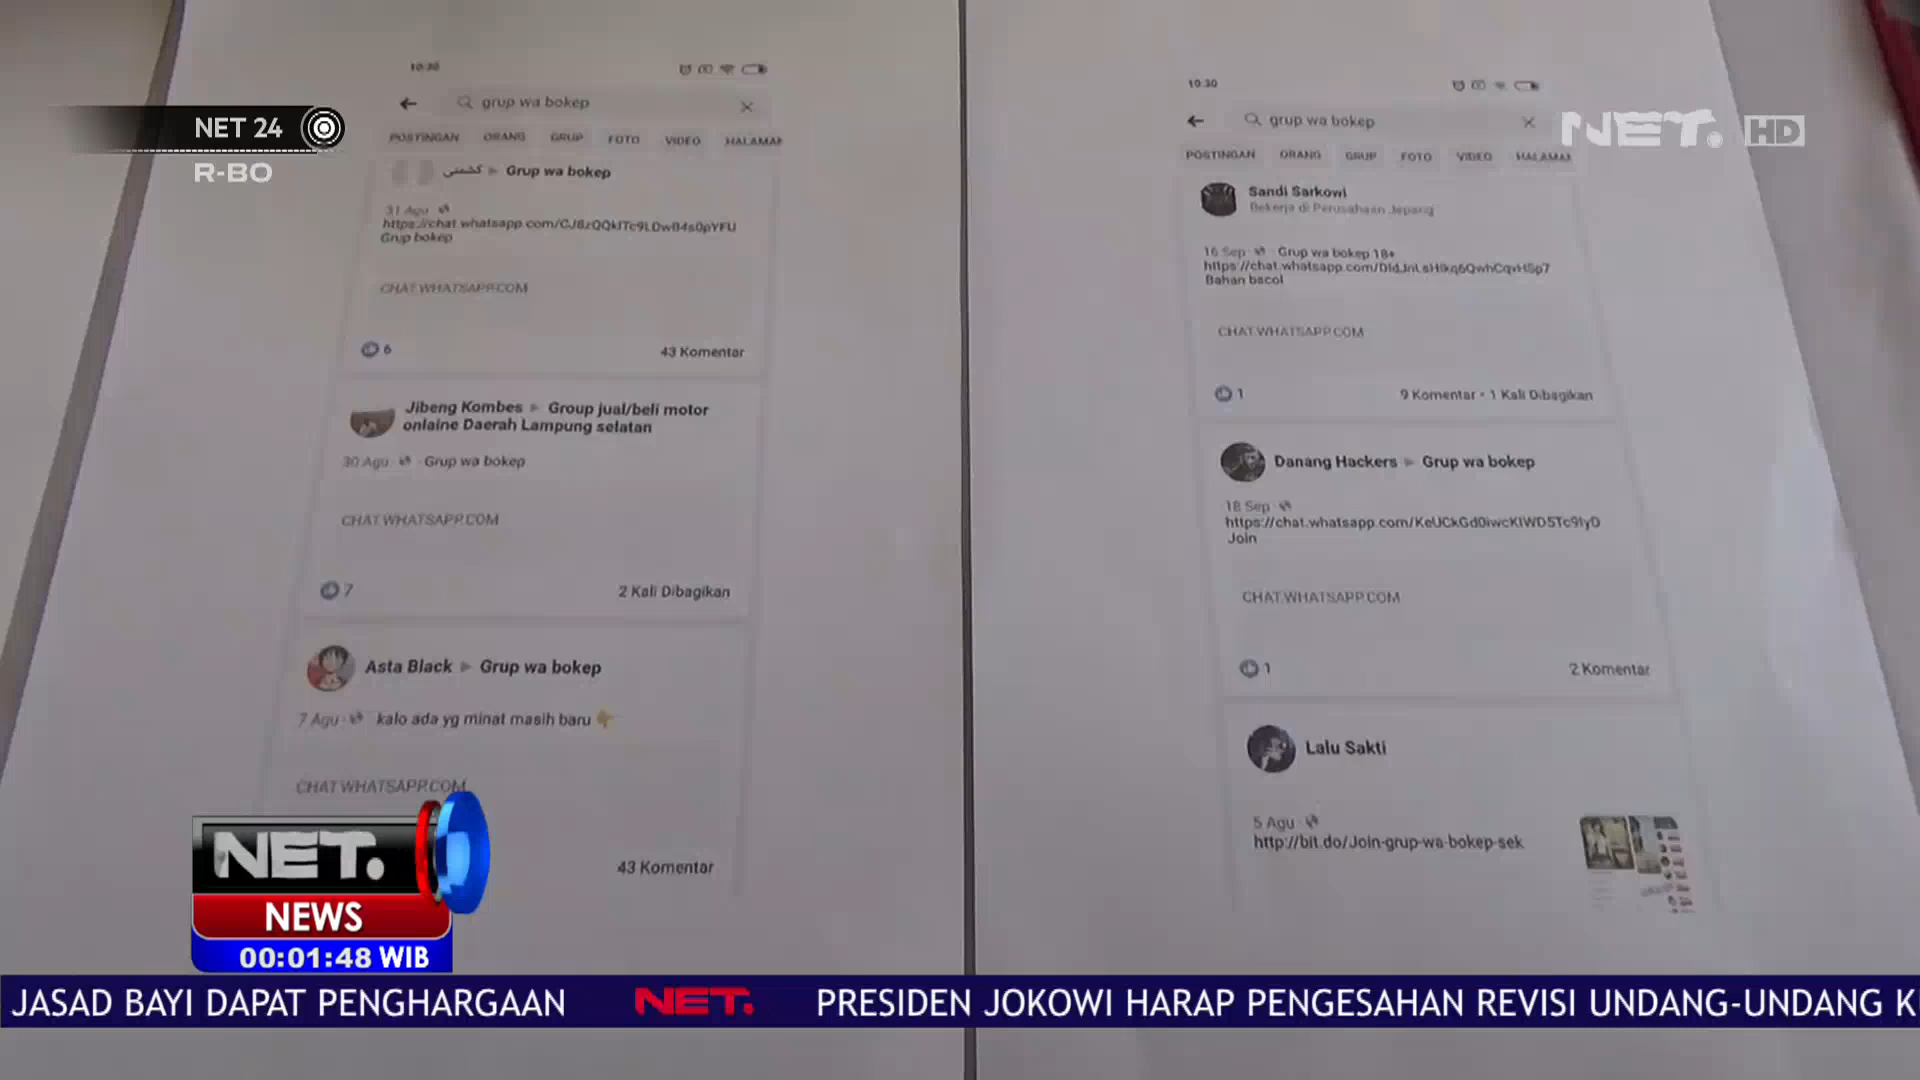 NET 24
R-BO
NET. HD
10:30
grup wa bokep
POSTINGAN ORANG GRUP FOTO VIDEO HALAMAN
Grup wa bokep
31 Agu
Grup bokep
CHAT.WHATSAPP.COM
6 43 Komentar
Jibeng Kombes ▸ Group jual/beli motor
onlaine Daerah Lampung selatan
30 Agu · Grup wa bokep
CHAT.WHATSAPP.COM
7 2 Kali Dibagikan
Asta Black ▸ Grup wa bokep
7 Agu · kalo ada yg minat masih baru 👇
CHAT.WHATSAPP.COM
43 Komentar
10:30
grup wa bokep
POSTINGAN ORANG GRUP FOTO VIDEO HALAMAN
Sandi Sarkowi
Bekerja di Perusahaan Jepang
16 Sep · Grup wa bokep 18+
Bahan bacol
CHAT.WHATSAPP.COM
1 9 Komentar • 1 Kali Dibagikan
Danang Hackers ▸ Grup wa bokep
18 Sep
Join
CHAT.WHATSAPP.COM
1 2 Komentar
Lalu Sakti
5 Agu
http://bit.do/Join-grup-wa-bokep-sek
NET.
NEWS
00:01:48 WIB
JASAD BAYI DAPAT PENGHARGAAN NET. PRESIDEN JOKOWI HARAP PENGESAHAN REVISI UNDANG-UNDANG K